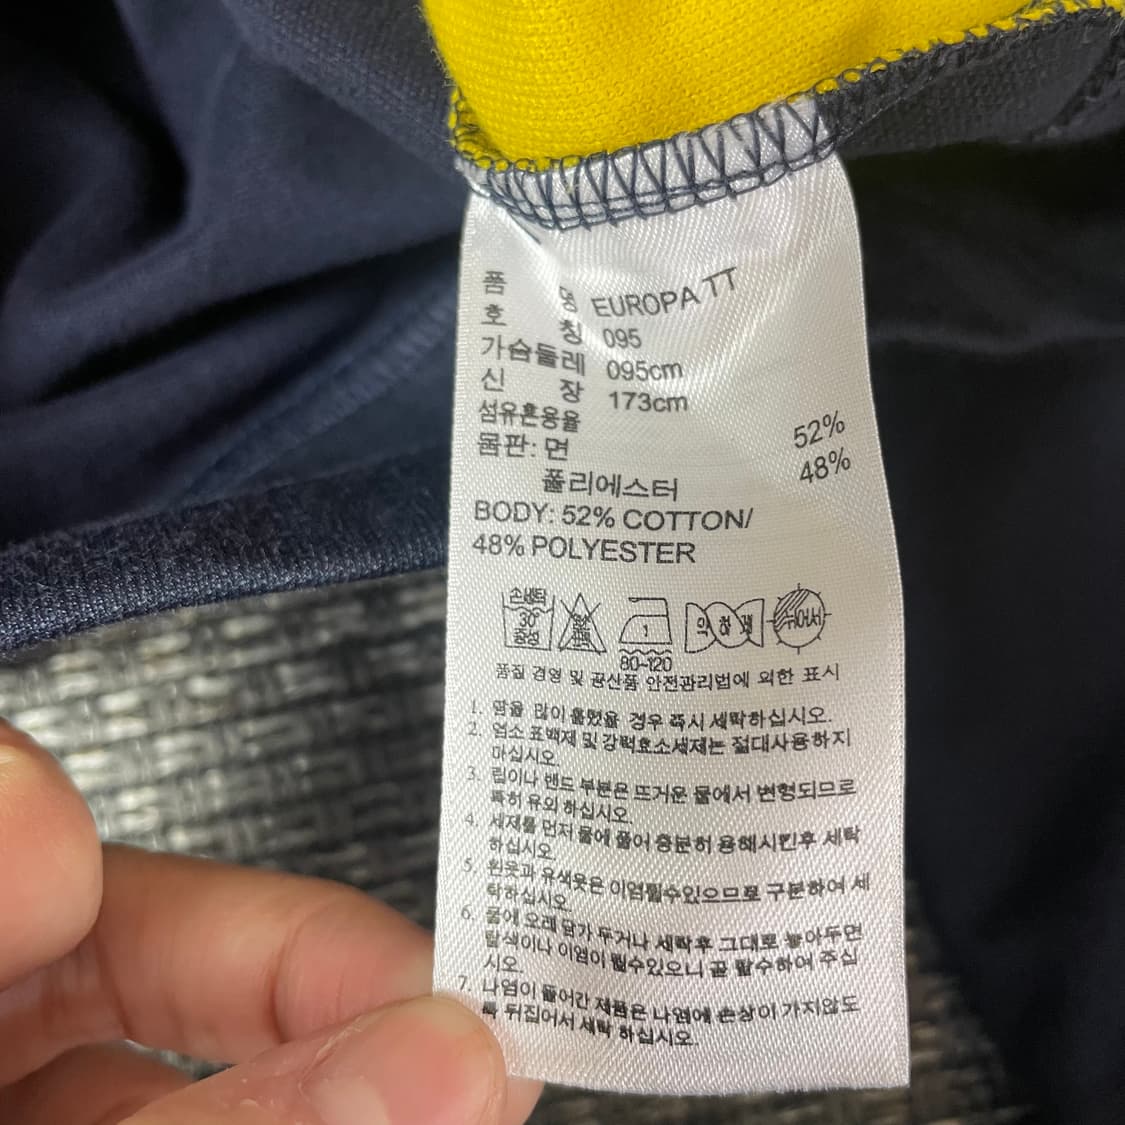 품 명 EUROPA TT
호 칭 095
가슴둘레 095cm
신 장 173cm
섬유혼용율
몸판: 면 52%
폴리에스터 48%
BODY: 52% COTTON/
48% POLYESTER
손세탁
30°
중성
1
80-120
약 하 게
뉘어서
품질 경영 및 공산품 안전관리법에 의한 표시
1. 땀을 많이 흘렸을 경우 즉시 세탁하십시오.
2. 염소 표백제 및 강력효소세제는 절대사용하지
마십시오.
3. 립이나 밴드 부분은 뜨거운 물에서 변형되므로
특히 유의 하십시오.
4. 세제를 먼저 물에 풀어 충분히 용해시킨후 세탁
하십시오.
5. 흰옷과 유색옷은 이염될수있으므로 구분하여 세
탁하십시오.
6. 물에 오래 담가 두거나 세탁후 그대로 놓아두면
탈색이나 이염이 될수있으니 곧 탈수하여 주십
시오.
7. 나염이 들어간 제품은 나염에 손상이 가지않도
록 뒤집어서 세탁 하십시오.